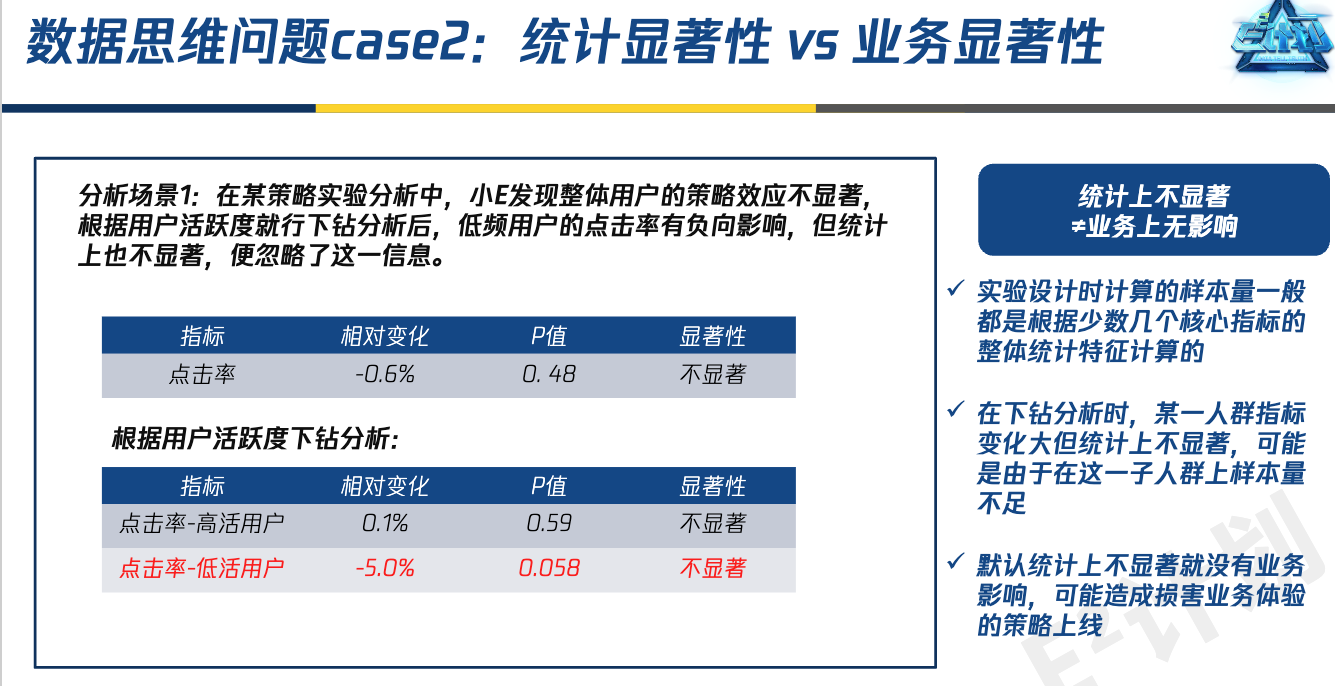 数据思维问题case2：统计显著性 vs 业务显著性
分析场景1：在某策略实验分析中，小E发现整体用户的策略效应不显著，
根据用户活跃度就行下钻分析后，低频用户的点击率有负向影响，但统计
上也不显著，便忽略了这一信息。
指标 相对变化 P值 显著性
点击率 -0.6% 0. 48 不显著
根据用户活跃度下钻分析:
指标 相对变化 P值 显著性
点击率-高活用户 0.1% 0.59 不显著
点击率-低活用户 -5.0% 0.058 不显著
统计上不显著
≠业务上无影响
✓ 实验设计时计算的样本量一般
都是根据少数几个核心指标的
整体统计特征计算的
✓ 在下钻分析时，某一人群指标
变化大但统计上不显著，可能
是由于在这一子人群上样本量
不足
✓ 默认统计上不显著就没有业务
影响，可能造成损害业务体验
的策略上线
E²计划